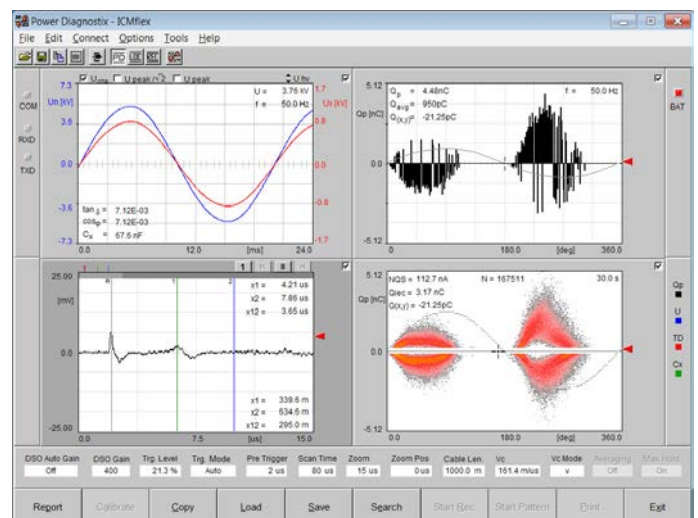 Power Diagnostix - ICMflex
File Edit Connect Options Tools Help
COM
RXD
TXD
7.3
Un [kV]
3.6
0.0
-3.6
-7.3
U rms U peak/√2 U peak
U hv
U = 3.75 kV
f = 50.0 Hz
1.7
Ur [kV]
0.8
0.0
-0.8
-1.7
tan δ = 7.12E-03
cos φ = 7.12E-03
Cx = 67.6 nF
0.0 12.0 [ms] 24.0
5.12
Qp [nC]
0.0
-5.12
Qp = 4.48nC
Qavg = 950pC
Q(x,y)= -21.25pC
f = 50.0 Hz
0.0 180.0 [deg] 360.0
BAT
25.00
[mV]
0.0
-25.00
1 8
R 1 2
x1 = 4.21 us
x2 = 7.86 us
x12 = 3.65 us
x1 = 339.6 m
x2 = 634.5 m
x12 = 295.0 m
0.0 7.5 [us] 15.0
5.12
Qp [nC]
0.0
-5.12
NQS = 112.7 nA N = 167511 30.0 s
Qiec = 3.17 nC
Q(x,y) = -21.25pC
0.0 180.0 [deg] 360.0
Qp
U
TD
Cx
DSO Auto Gain DSO Gain Trg. Level Trg. Mode Pre Trigger Scan Time Zoom Zoom Pos Cable Len. Vc Vc Mode Averaging Max Hold
Off 400 21.3 % Auto 2 us 80 us 15 us 0 us 1000.0 m 161.4 m/us v Off On
Report Calibrate Copy Load Save Search Start Rec Start Pattern Print Exit